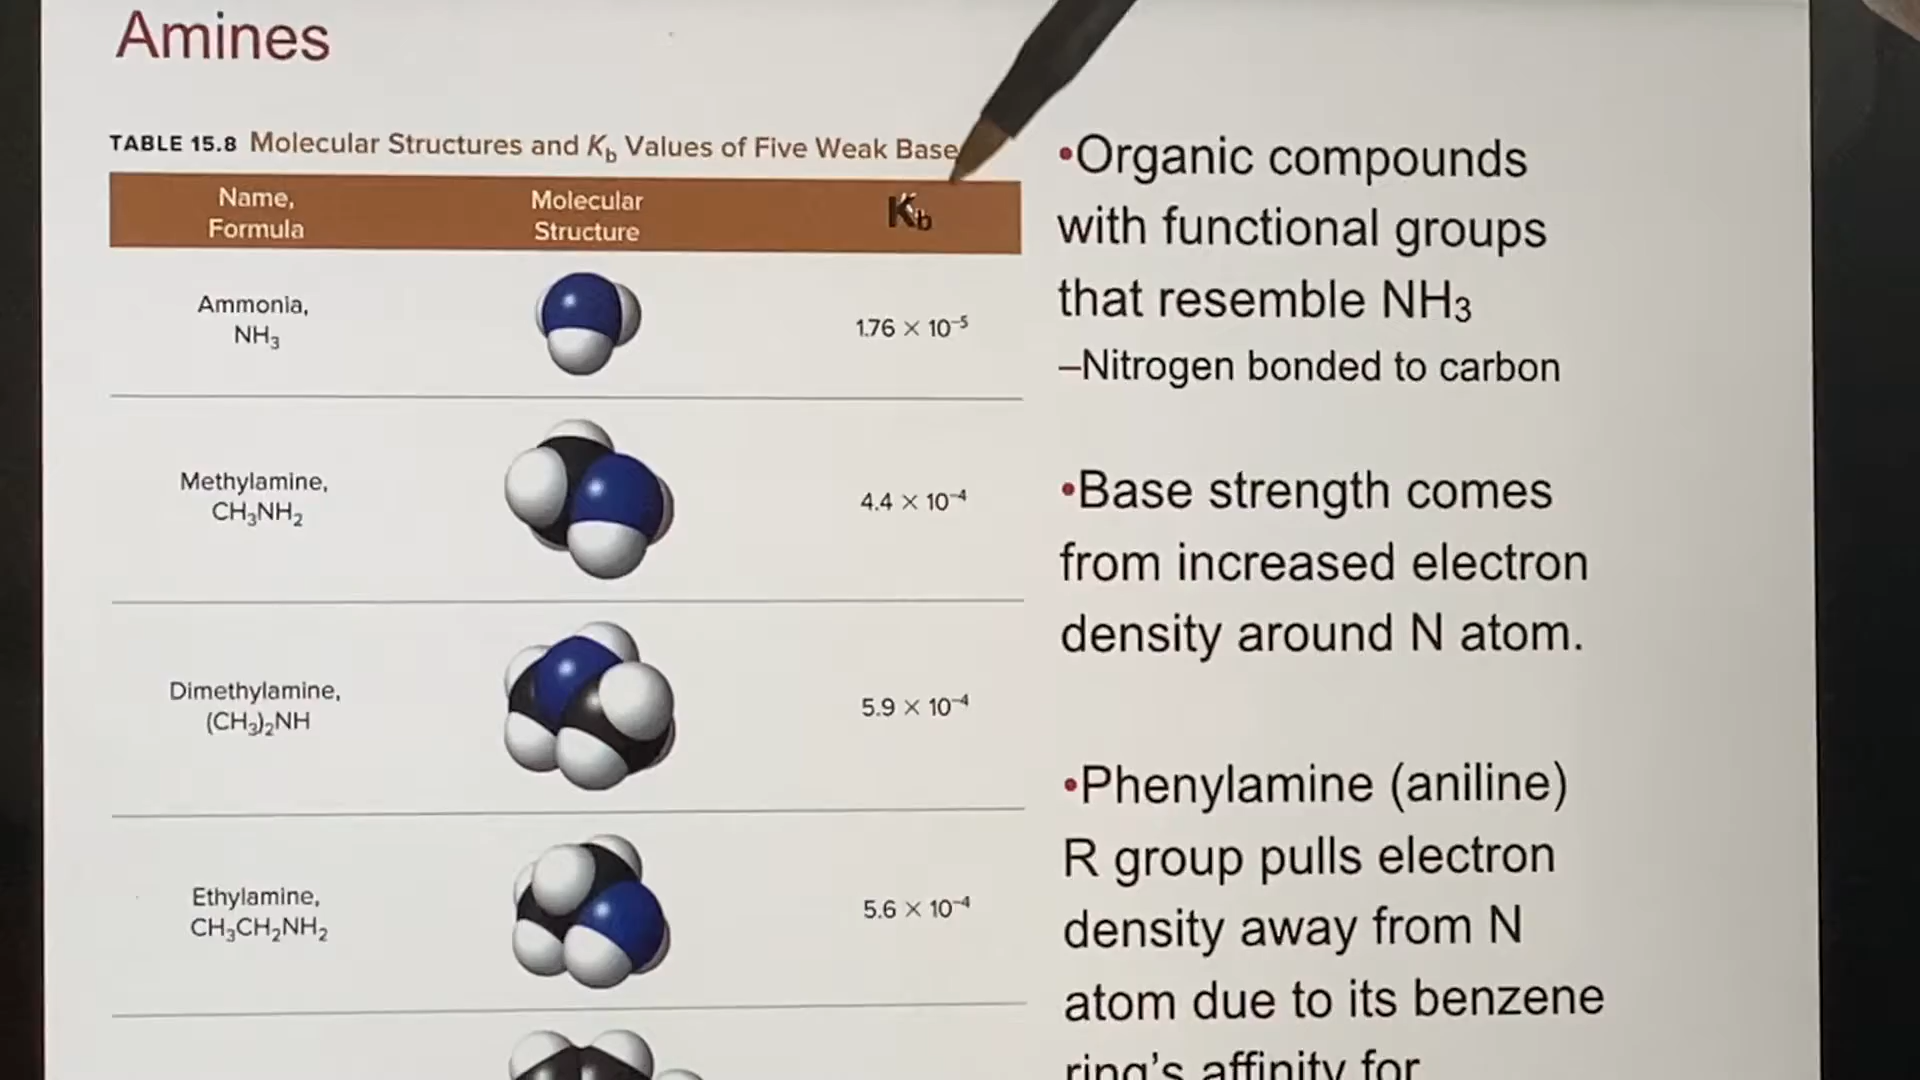 Amines
TABLE 15.8 Molecular Structures and Kb Values of Five Weak Base
Name,
Formula
Molecular
Structure
Kb
Ammonia,
NH₃
1.76 × 10⁻⁵
Methylamine,
CH₃NH₂
4.4 × 10⁻⁴
Dimethylamine,
(CH₃)₂NH
5.9 × 10⁻⁴
Ethylamine,
CH₃CH₂NH₂
5.6 × 10⁻⁴
•Organic compounds
with functional groups
that resemble NH₃
–Nitrogen bonded to carbon
•Base strength comes
from increased electron
density around N atom.
•Phenylamine (aniline)
R group pulls electron
density away from N
atom due to its benzene
ring's affinity for